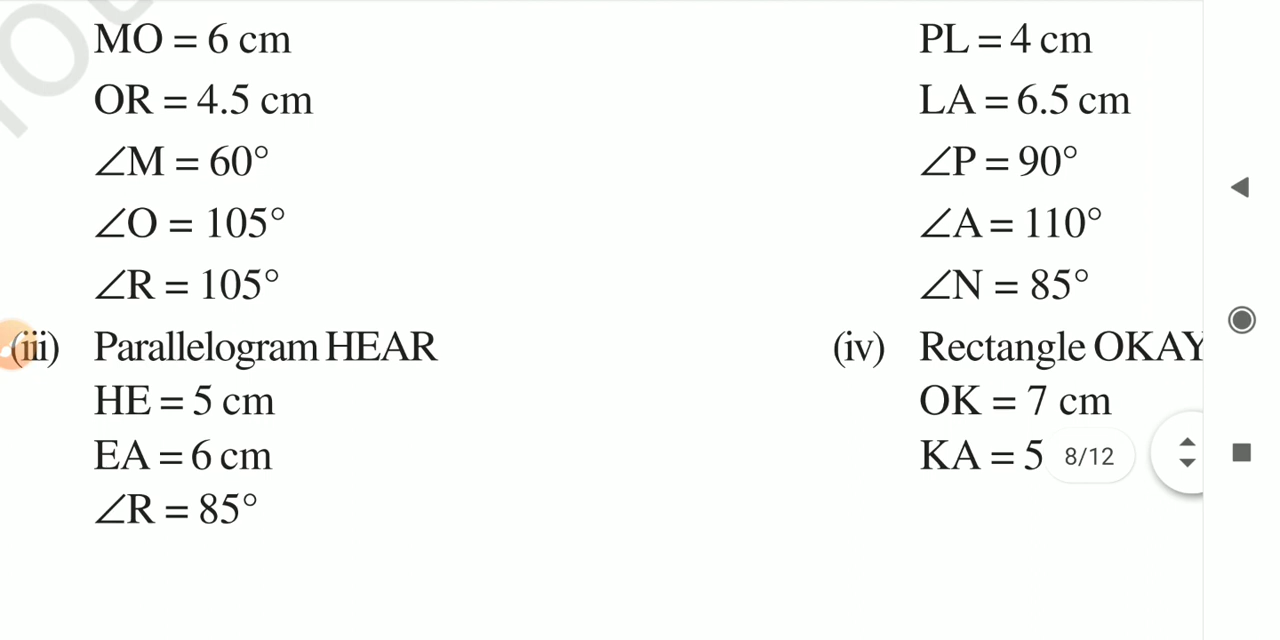 MO = 6 cm
OR = 4.5 cm
∠M = 60°
∠O = 105°
∠R = 105°
(iii) Parallelogram HEAR
HE = 5 cm
EA = 6 cm
∠R = 85°
PL = 4 cm
LA = 6.5 cm
∠P = 90°
∠A = 110°
∠N = 85°
(iv) Rectangle OKAY
OK = 7 cm
KA = 5
8/12